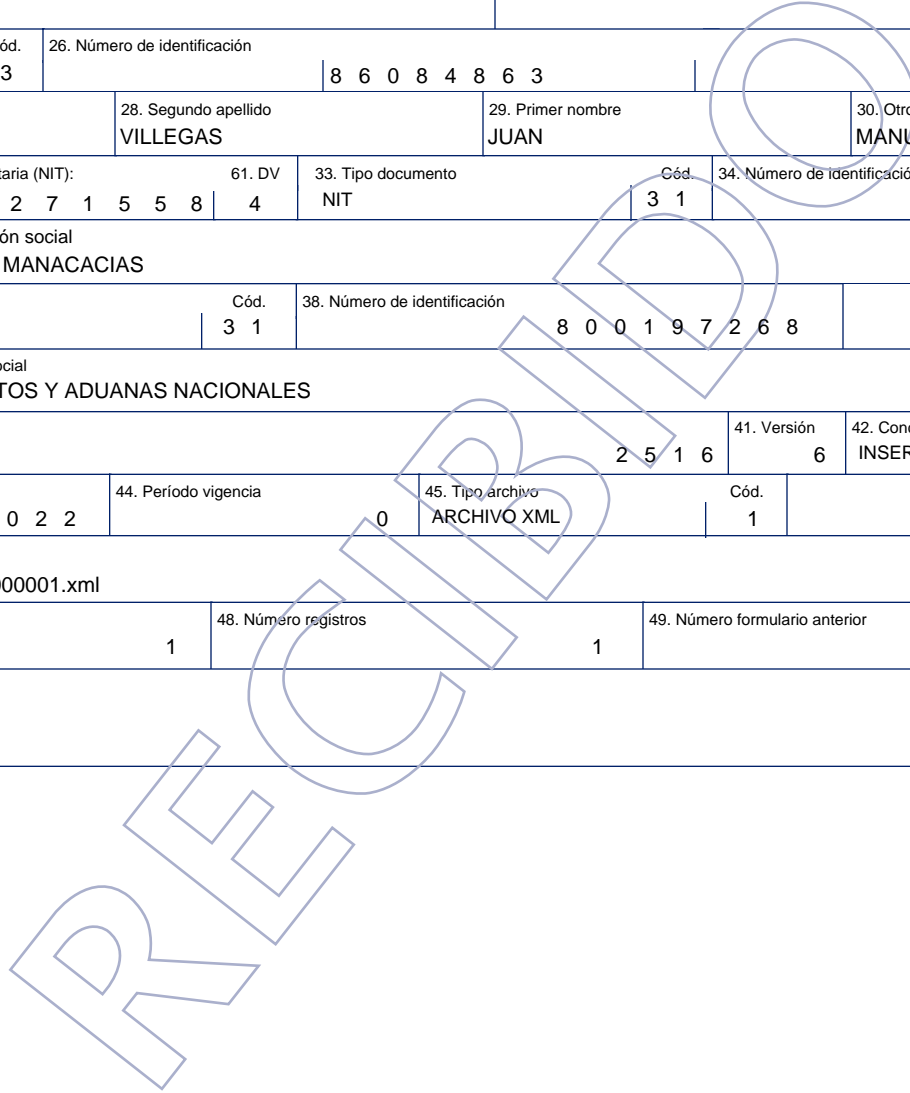 ód. 26. Número de identificación
3 8 6 0 8 4 8 6 3
28. Segundo apellido 29. Primer nombre 30. Otro
VILLEGAS JUAN MANU
taria (NIT): 61. DV 33. Tipo documento Cód. 34. Número de identificació
2 7 1 5 5 8 4 NIT 3 1
ón social
MANACACIAS
Cód. 38. Número de identificación
3 1 8 0 0 1 9 7 2 6 8
ocial
TOS Y ADUANAS NACIONALES
41. Versión 42. Conc
2 5 1 6 6 INSER
44. Período vigencia 45. Tipo archivo Cód.
0 2 2 0 ARCHIVO XML 1
000001.xml
48. Número registros 49. Número formulario anterior
1 1
RECIBIDO